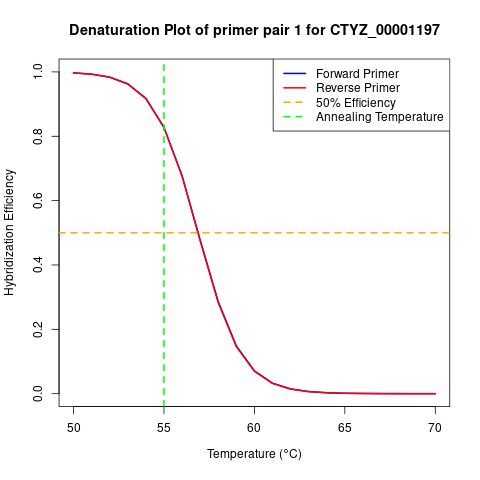 Denaturation Plot of primer pair 1 for CTYZ_00001197
Forward Primer
Reverse Primer
50% Efficiency
Annealing Temperature
Hybridization Efficiency
1.0
0.8
0.6
0.4
0.2
0.0
50 55 60 65 70
Temperature (°C)